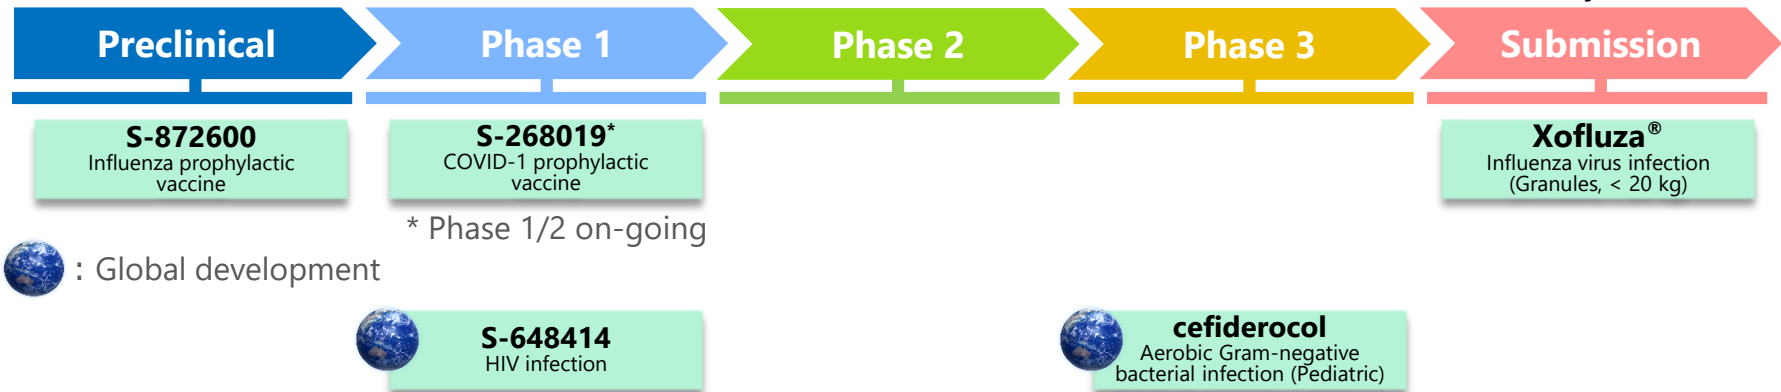 Preclinical
Phase 1
Phase 2
Phase 3
Submission
S-872600
Influenza prophylactic
vaccine
S-268019*
COVID-1 prophylactic
vaccine
* Phase 1/2 on-going
Xofluza®
Influenza virus infection
(Granules, < 20 kg)
: Global development
S-648414
HIV infection
cefiderocol
Aerobic Gram-negative
bacterial infection (Pediatric)